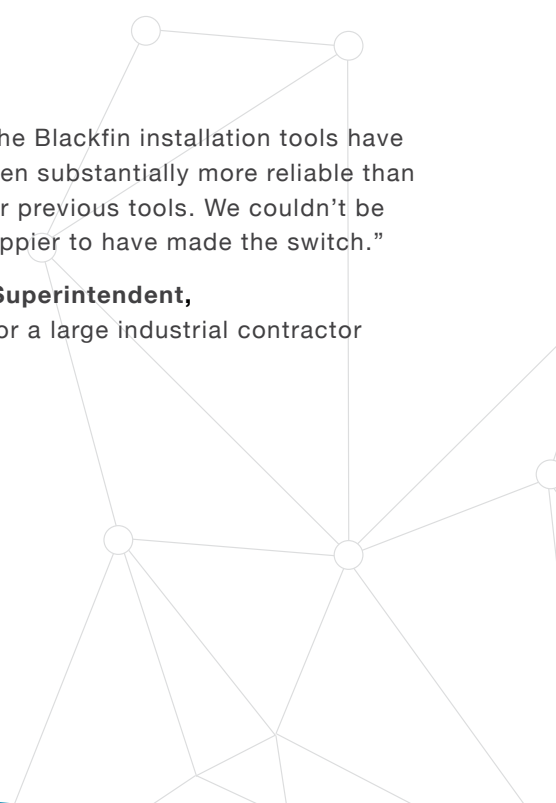 he Blackfin installation tools have
en substantially more reliable than
r previous tools. We couldn’t be
ppier to have made the switch.”
Superintendent,
or a large industrial contractor